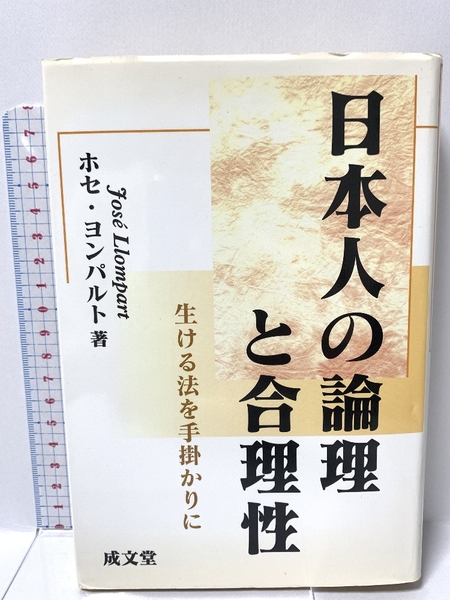 日本人の論理
と合理性
生ける法を手掛かりに
José Llompart
ホセ・ヨンパルト 著
成文堂